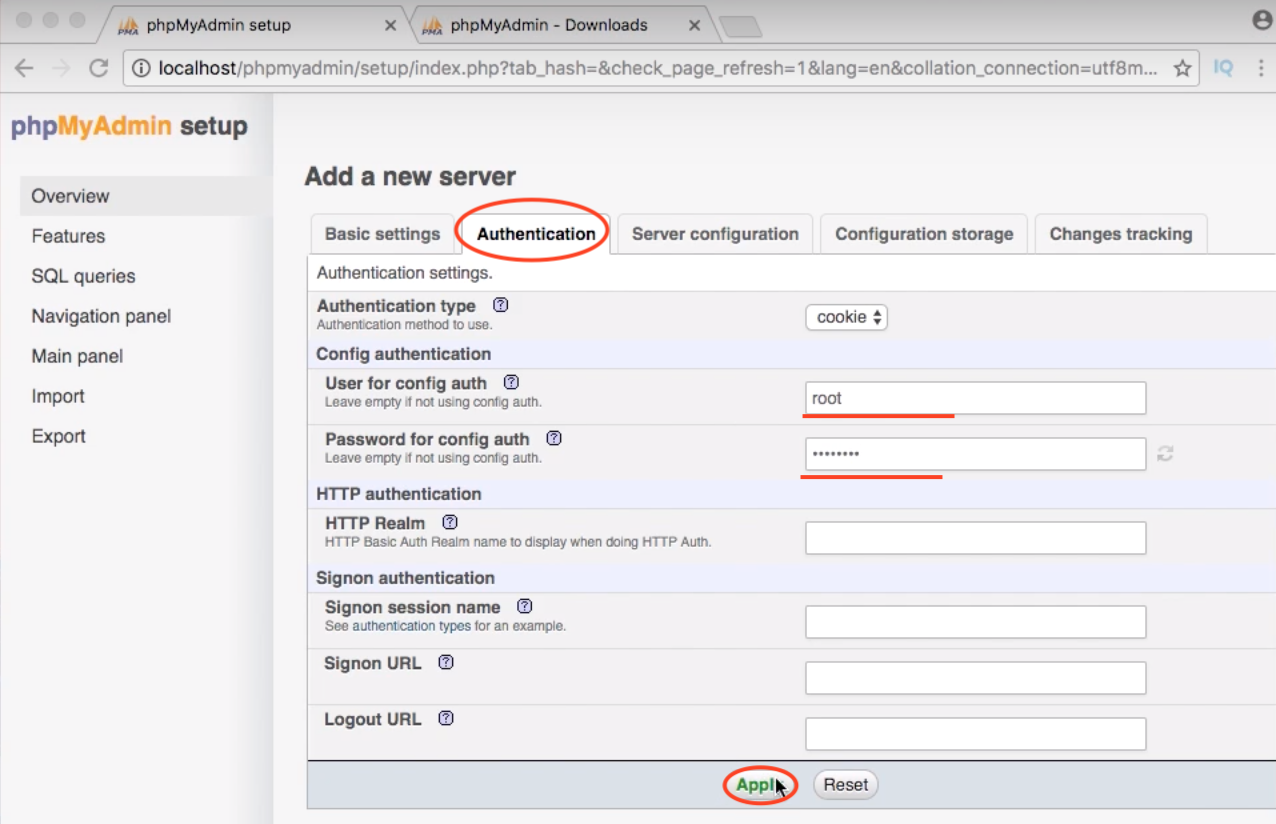 phpMyAdmin setup
phpMyAdmin - Downloads
localhost/phpmyadmin/setup/index.php?tab_hash=&check_page_refresh=1&lang=en&collation_connection=utf8m...
IQ
phpMyAdmin setup
Overview
Features
SQL queries
Navigation panel
Main panel
Import
Export
Add a new server
Basic settings
Authentication
Server configuration
Configuration storage
Changes tracking
Authentication settings.
Authentication type
Authentication method to use.
cookie
Config authentication
User for config auth
Leave empty if not using config auth.
root
Password for config auth
Leave empty if not using config auth.
••••••••
HTTP authentication
HTTP Realm
HTTP Basic Auth Realm name to display when doing HTTP Auth.
Signon authentication
Signon session name
See authentication types for an example.
Signon URL
Logout URL
Apply
Reset